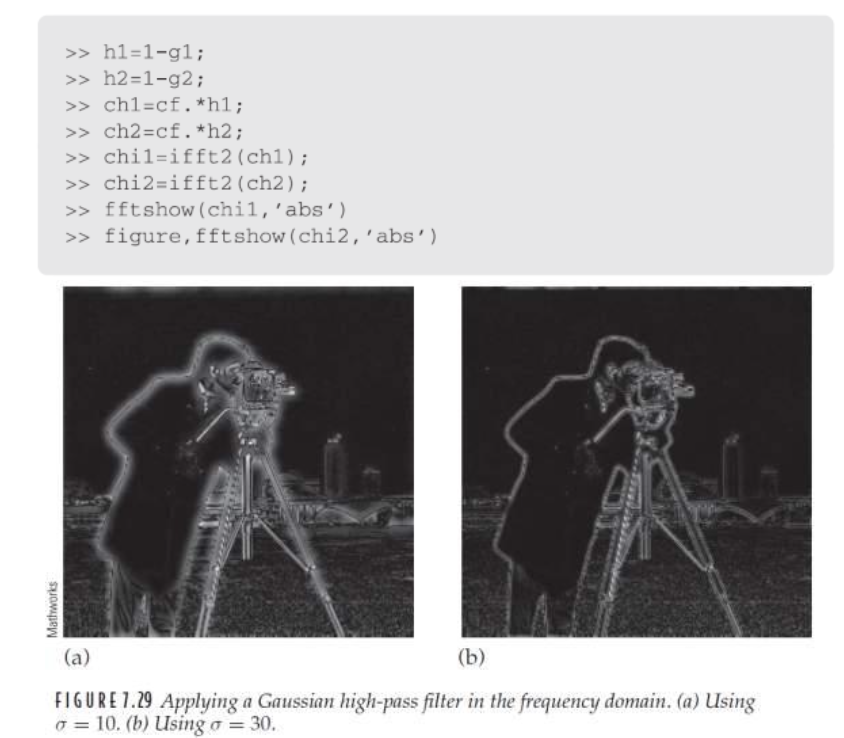 >> h1=1-g1;
>> h2=1-g2;
>> ch1=cf.*h1;
>> ch2=cf.*h2;
>> chi1=ifft2(ch1);
>> chi2=ifft2(ch2);
>> fftshow(chi1,'abs')
>> figure,fftshow(chi2,'abs')
Mathworks
(a)
(b)
FIGURE 7.29 Applying a Gaussian high-pass filter in the frequency domain. (a) Using
σ = 10. (b) Using σ = 30.